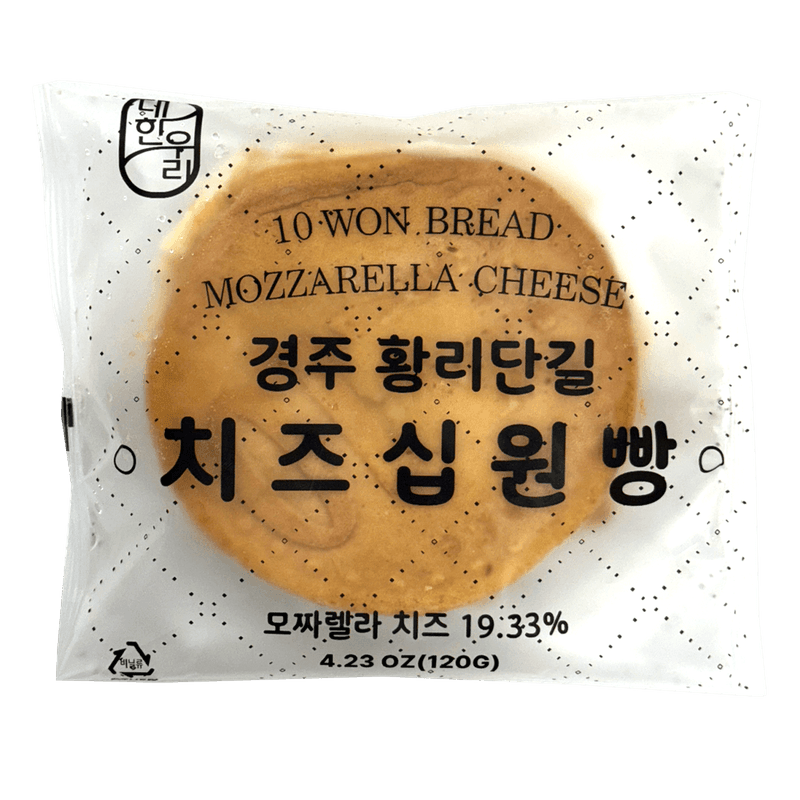 한우리
10 WON BREAD
MOZZARELLA CHEESE
경주 황리단길
치즈십원빵
모짜렐라 치즈 19.33%
4.23 OZ(120G)
비닐류